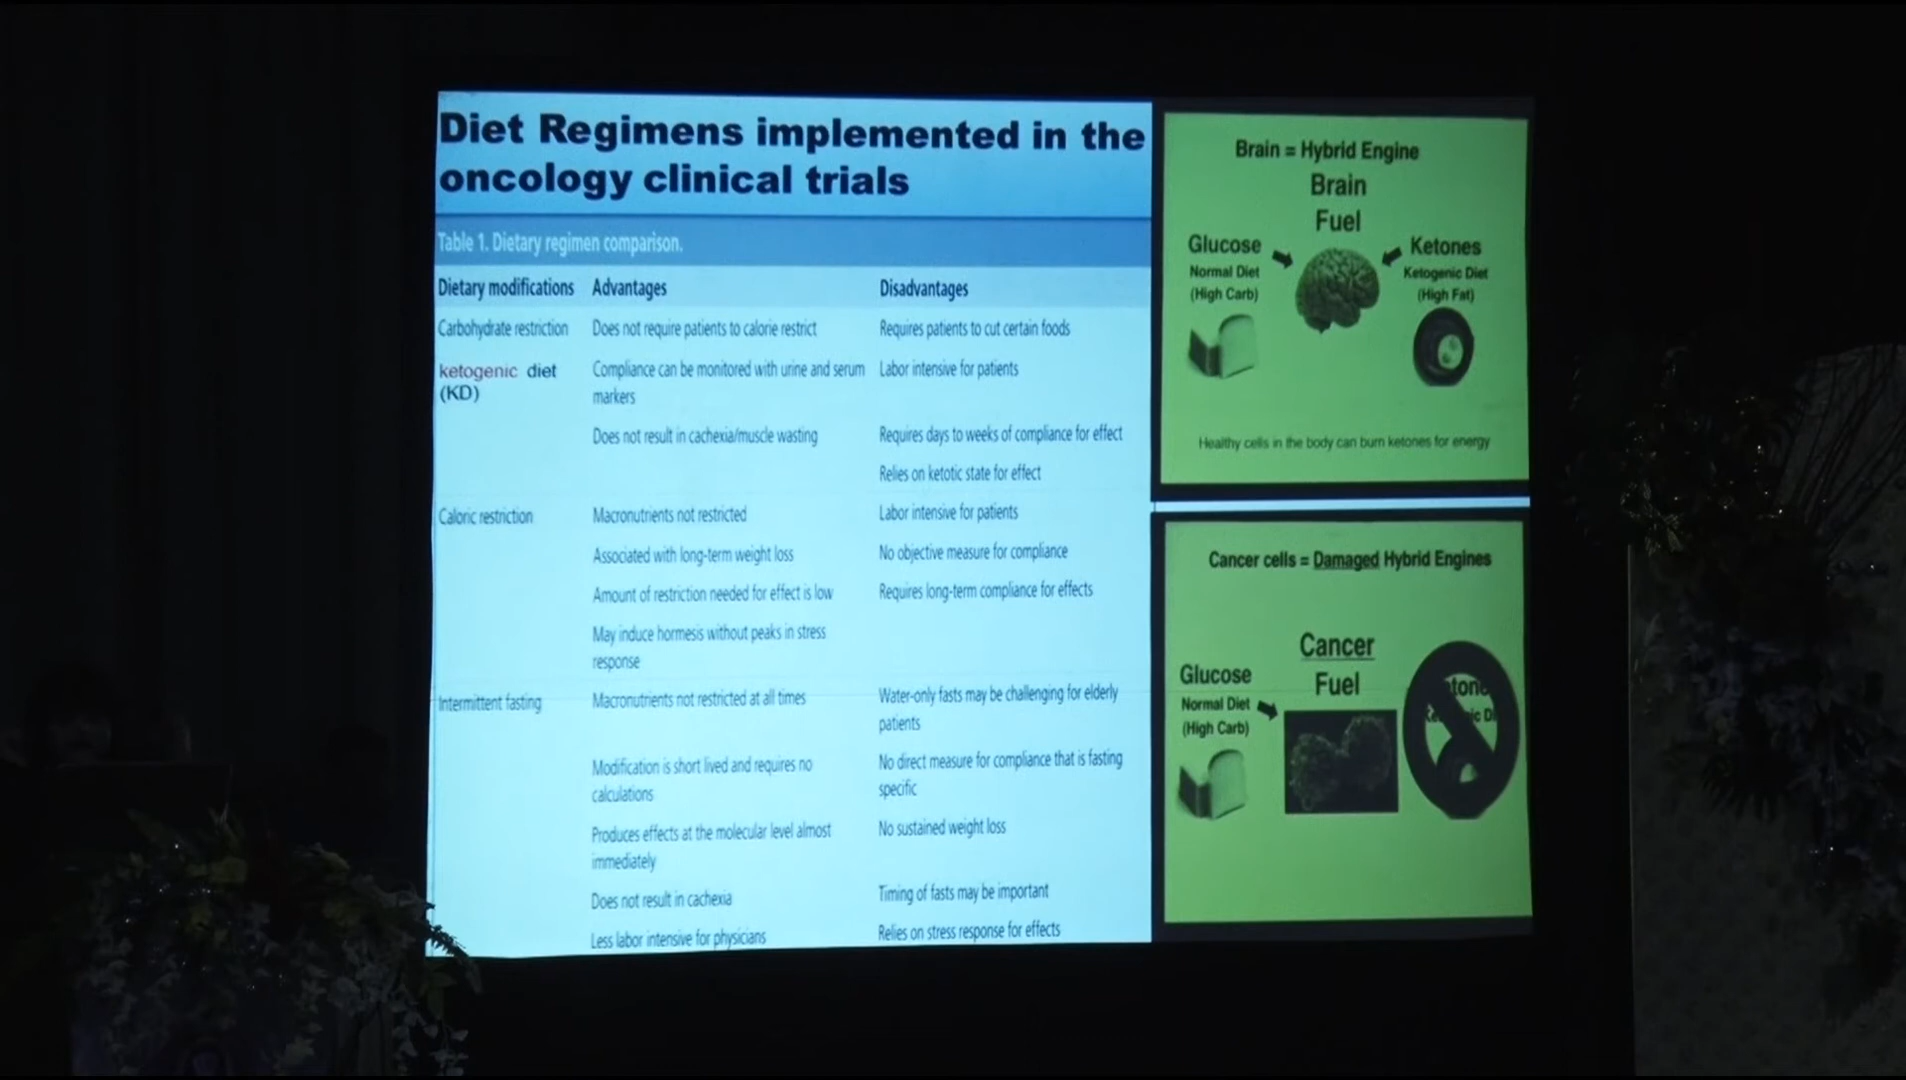 Diet Regimens implemented in the
oncology clinical trials
Table 1. Dietary regimen comparison.
Dietary modifications Advantages Disadvantages
Carbohydrate restriction Does not require patients to calorie restrict Requires patients to cut certain foods
ketogenic diet Compliance can be monitored with urine and serum Labor intensive for patients
(KD) markers
Does not result in cachexia/muscle wasting Requires days to weeks of compliance for effect
Relies on ketotic state for effect
Caloric restriction Macronutrients not restricted Labor intensive for patients
Associated with long-term weight loss No objective measure for compliance
Amount of restriction needed for effect is low Requires long-term compliance for effects
May induce hormesis without peaks in stress
response
Intermittent fasting Macronutrients not restricted at all times Water-only fasts may be challenging for elderly
patients
Modification is short lived and requires no No direct measure for compliance that is fasting
calculations specific
Produces effects at the molecular level almost No sustained weight loss
immediately
Does not result in cachexia Timing of fasts may be important
Less labor intensive for physicians Relies on stress response for effects
Brain = Hybrid Engine
Brain
Fuel
Glucose Ketones
Normal Diet Ketogenic Diet
(High Carb) (High Fat)
Healthy cells in the body can burn ketones for energy
Cancer cells = Damaged Hybrid Engines
Cancer
Fuel
Glucose
Normal Diet
(High Carb)